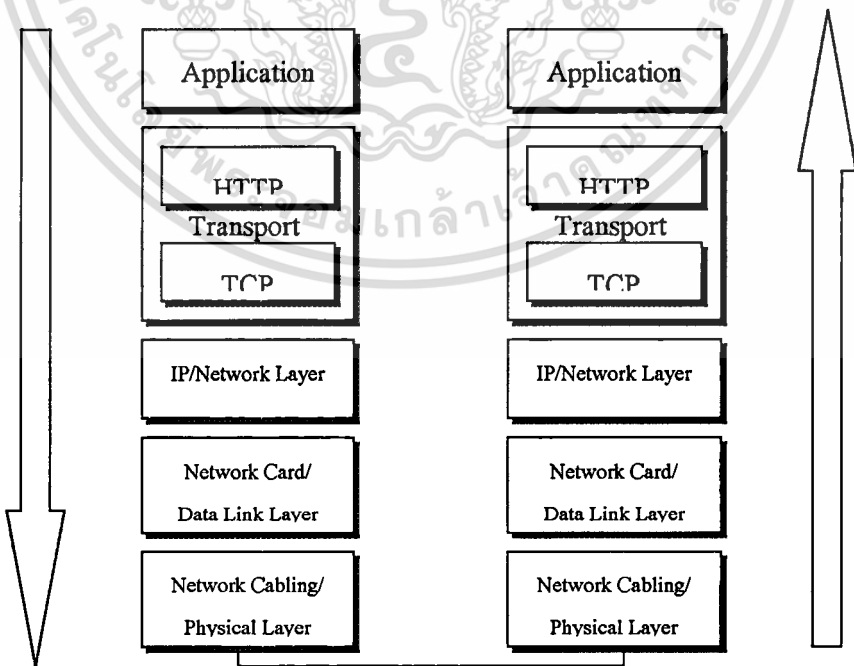 Application
HTTP
Transport
TCP
IP/Network Layer
Network Card/
Data Link Layer
Network Cabling/
Physical Layer
Application
HTTP
Transport
TCP
IP/Network Layer
Network Card/
Data Link Layer
Network Cabling/
Physical Layer